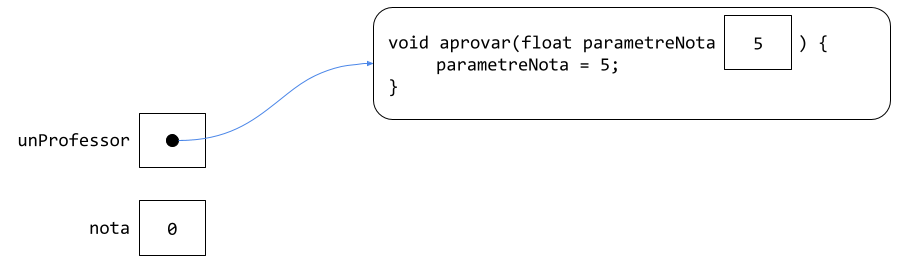 void aprovar(float parametreNota 5 ) {
parametreNota = 5;
}
unProfessor
nota 0